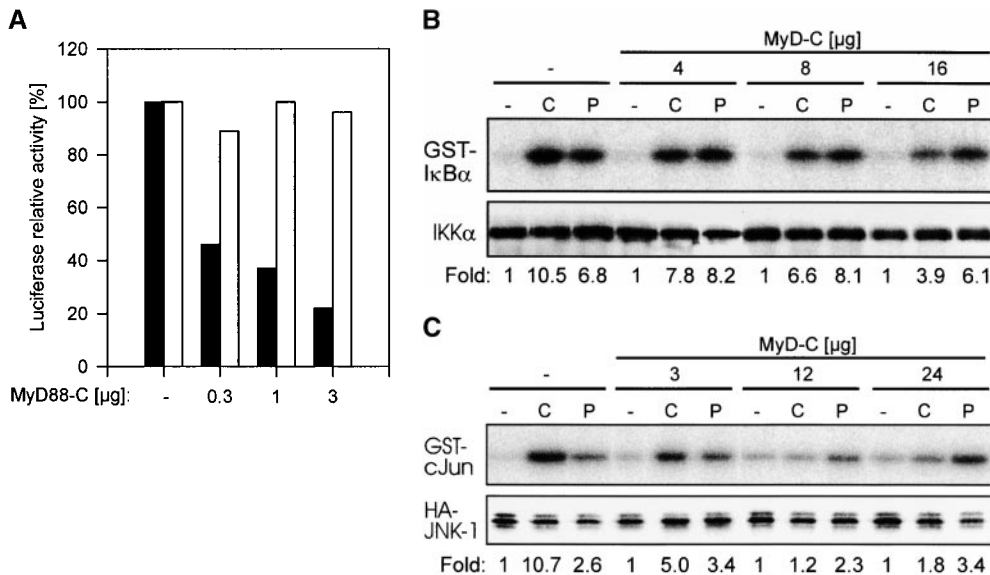 A
120
100
80
60
40
20
0
Luciferase relative activity [%]
MyD88-C [µg]: - 0.3 1 3
B
MyD-C [µg]
- 4 8 16
- C P - C P - C P - C P
GST-
IκBα
IKKα
Fold: 1 10.5 6.8 1 7.8 8.2 1 6.6 8.1 1 3.9 6.1
C
MyD-C [µg]
- 3 12 24
- C P - C P - C P - C P
GST-
cJun
HA-
JNK-1
Fold: 1 10.7 2.6 1 5.0 3.4 1 1.2 2.3 1 1.8 3.4